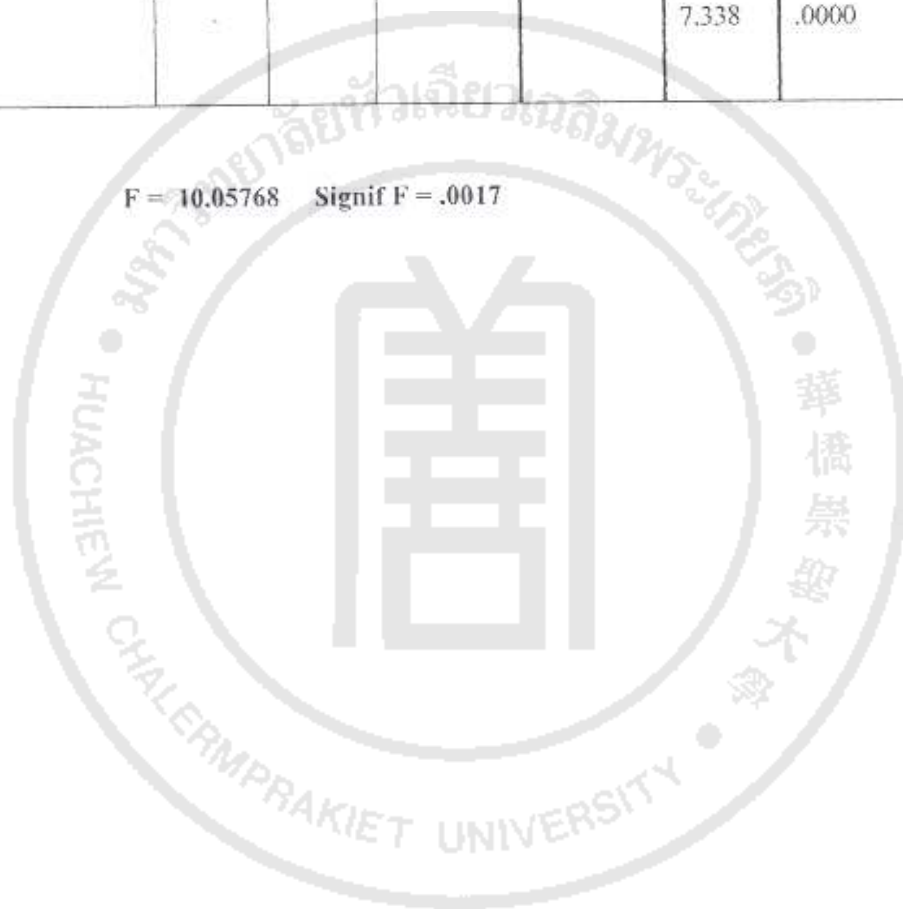 7.338 .0000
F = 10.05768 Signif F = .0017
มหาวิทยาลัยหัวเฉียวเฉลิมพระเกียรติ
華僑崇聖大學
HUACHIEW CHALERMPRAKIET UNIVERSITY